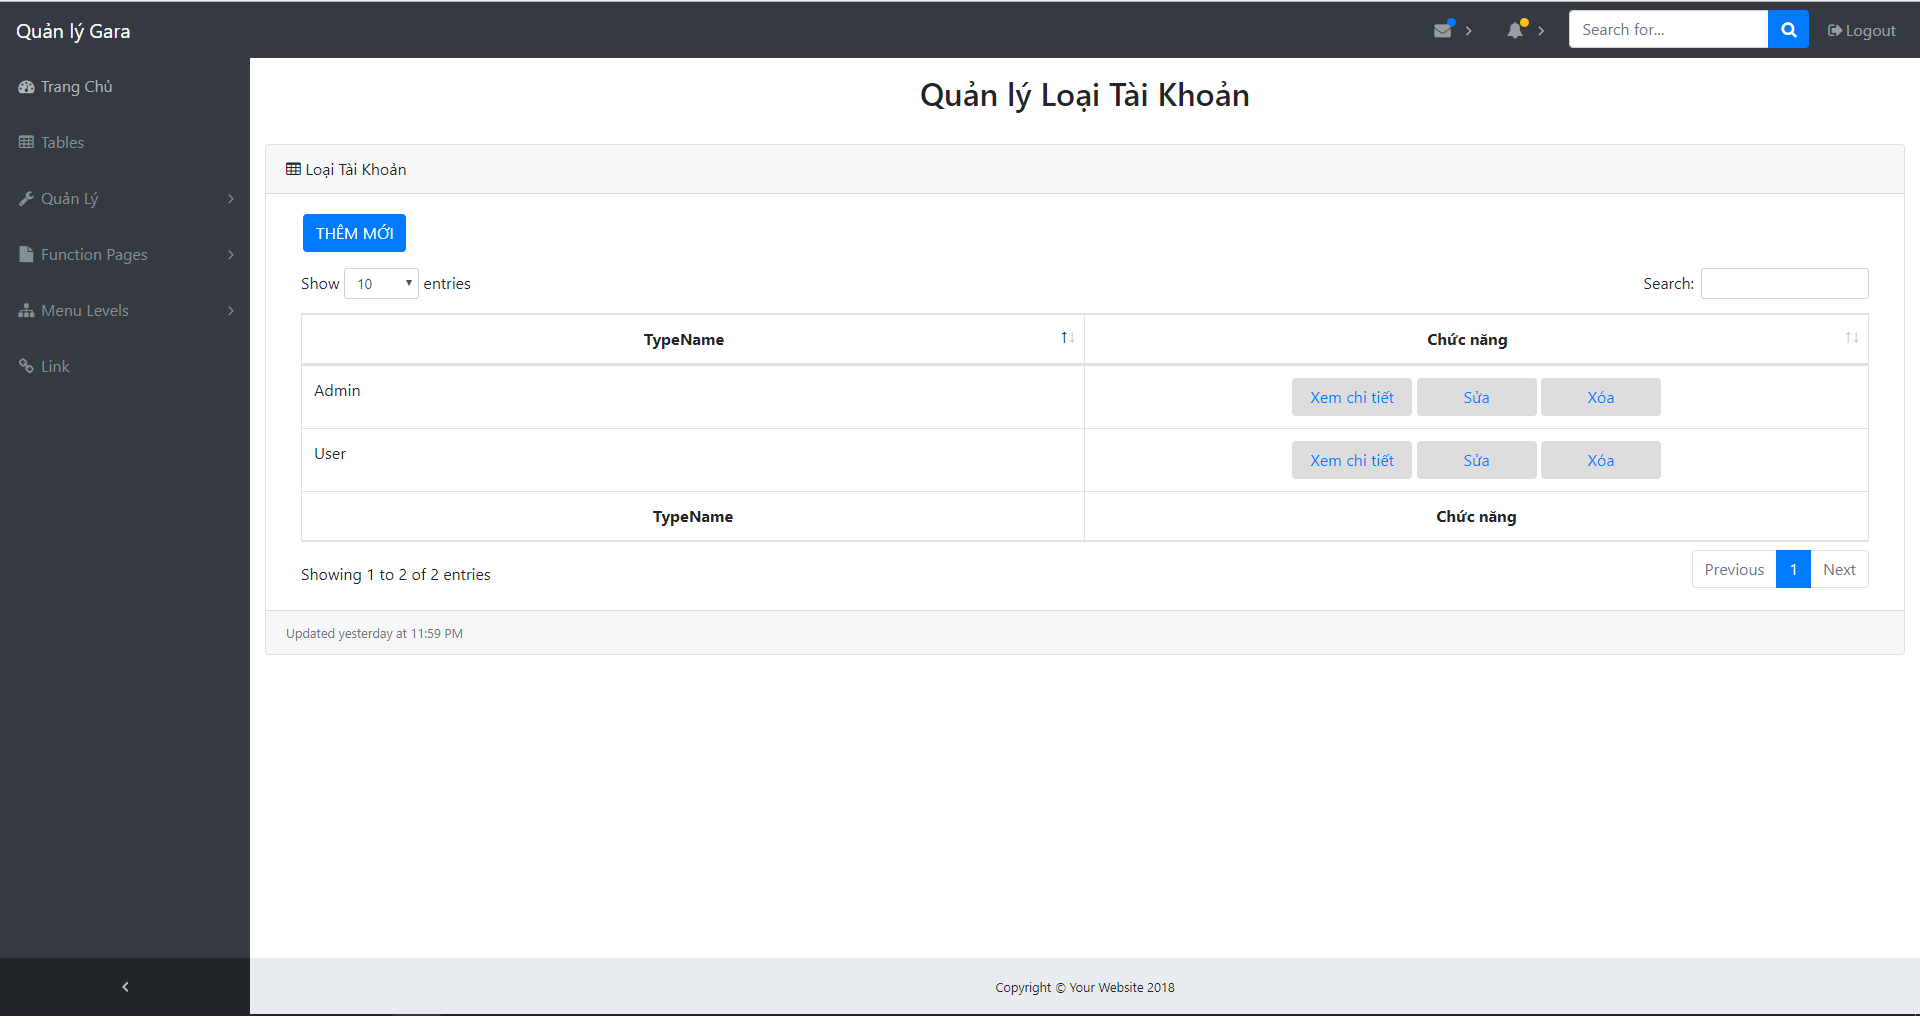 Quản lý Gara
Search for...
Logout
Trang Chủ
Tables
Quản Lý
Function Pages
Menu Levels
Link
Quản lý Loại Tài Khoản
Loại Tài Khoản
THÊM MỚI
Show 10 entries
Search:
TypeName Chức năng
Admin Xem chi tiết Sửa Xóa
User Xem chi tiết Sửa Xóa
TypeName Chức năng
Showing 1 to 2 of 2 entries
Previous 1 Next
Updated yesterday at 11:59 PM
Copyright © Your Website 2018